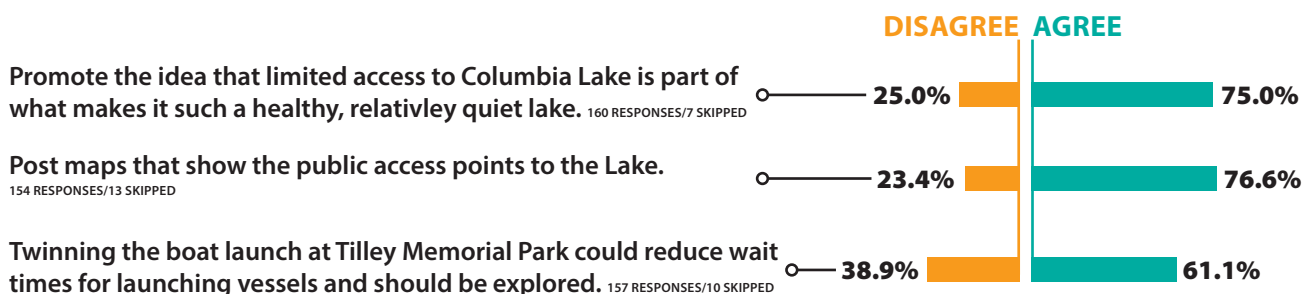 DISAGREE AGREE
Promote the idea that limited access to Columbia Lake is part of
what makes it such a healthy, relativley quiet lake. 160 RESPONSES/7 SKIPPED
25.0% 75.0%
Post maps that show the public access points to the Lake.
154 RESPONSES/13 SKIPPED
23.4% 76.6%
Twinning the boat launch at Tilley Memorial Park could reduce wait
times for launching vessels and should be explored. 157 RESPONSES/10 SKIPPED
38.9% 61.1%